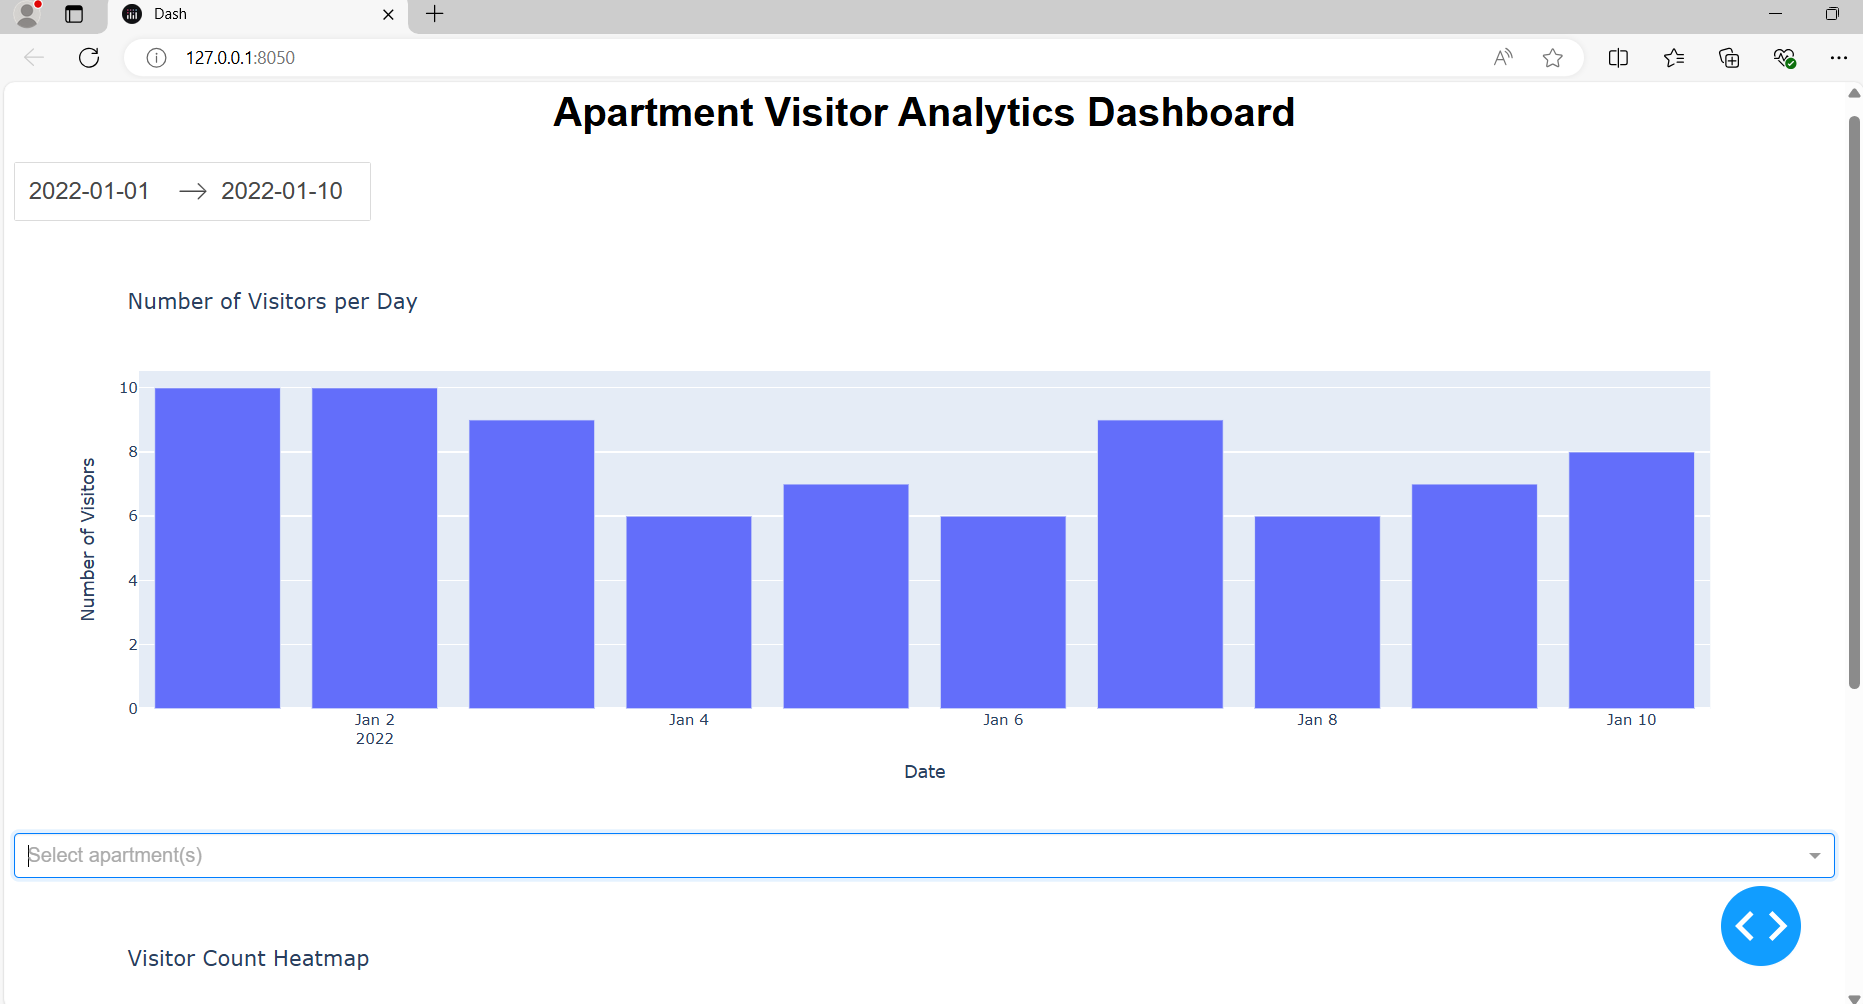 Dash
127.0.0.1:8050
Apartment Visitor Analytics Dashboard
2022-01-01 → 2022-01-10
Number of Visitors per Day
10
8
6
4
2
0
Number of Visitors
Jan 2 Jan 4 Jan 6 Jan 8 Jan 10
2022
Date
Select apartment(s)
Visitor Count Heatmap